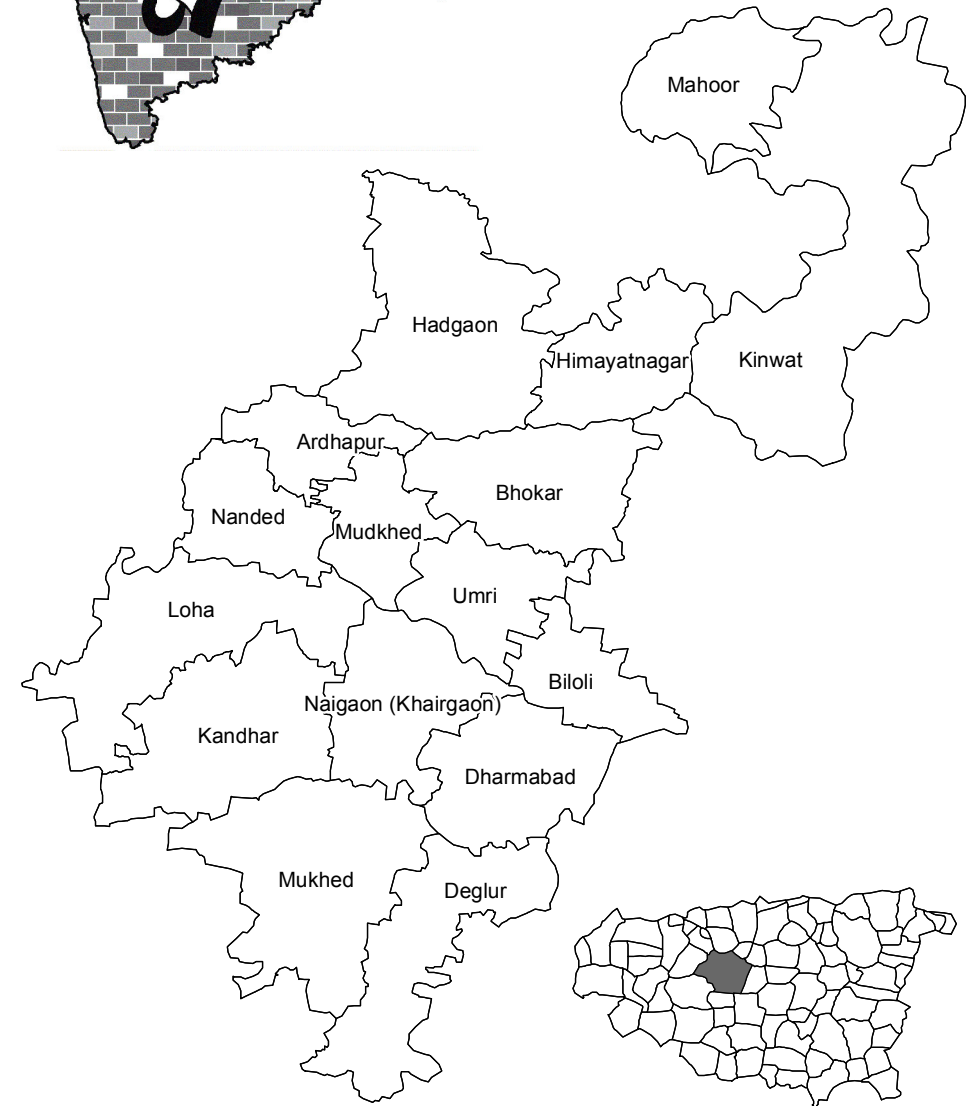 Mahoor
Hadgaon
Himayatnagar
Kinwat
Ardhapur
Bhokar
Nanded
Mudkhed
Umri
Loha
Biloli
Naigaon (Khairgaon)
Kandhar
Dharmabad
Mukhed
Deglur